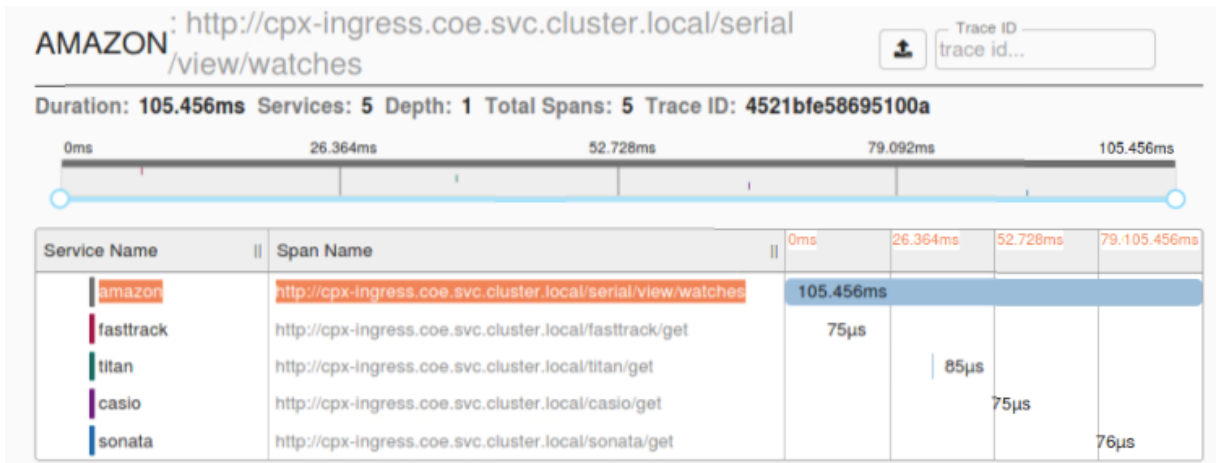 AMAZON : http://cpx-ingress.coe.svc.cluster.local/serial
/view/watches
Trace ID
trace id...
Duration: 105.456ms Services: 5 Depth: 1 Total Spans: 5 Trace ID: 4521bfe58695100a
0ms 26.364ms 52.728ms 79.092ms 105.456ms
Service Name || Span Name || 0ms 26.364ms 52.728ms 79.105.456ms
amazon http://cpx-ingress.coe.svc.cluster.local/serial/view/watches 105.456ms
fasttrack http://cpx-ingress.coe.svc.cluster.local/fasttrack/get 75μs
titan http://cpx-ingress.coe.svc.cluster.local/titan/get 85μs
casio http://cpx-ingress.coe.svc.cluster.local/casio/get 75μs
sonata http://cpx-ingress.coe.svc.cluster.local/sonata/get 76μs